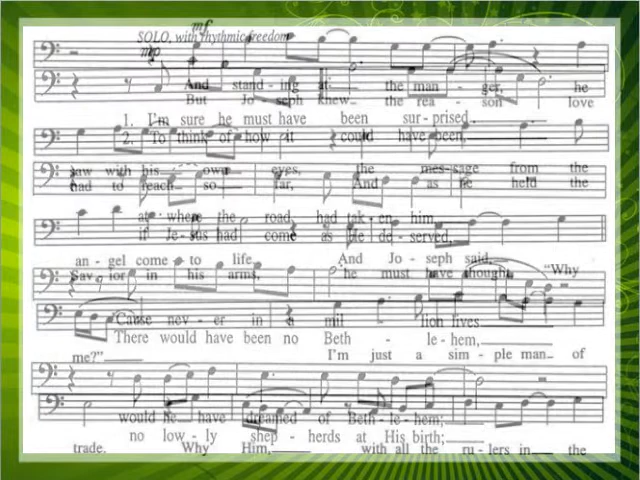 mf
SOLO, with rhythmic freedom
mp
And stand - ing at the man - ger, he
But Jo - seph knew the rea - son love
1. I'm sure he must have been sur - prised
2. To think of how it could have been,
saw with his own eyes, the mes - sage from the
had to reach so far, And as he held the
at where the road had tak - en him,
if Je - sus had come as he de - served,
an - gel come to life, And Jo - seph said,
Sav - ior in his arms, he must have thought, "Why
'Cause nev - er in a mil - lion lives
There would have been no Beth - le - hem,
me?" I'm just a sim - ple man of
would he have dreamed of Beth - le - hem;
no low - ly shep - herds at His birth;
trade. Why Him, with all the ru - lers in the